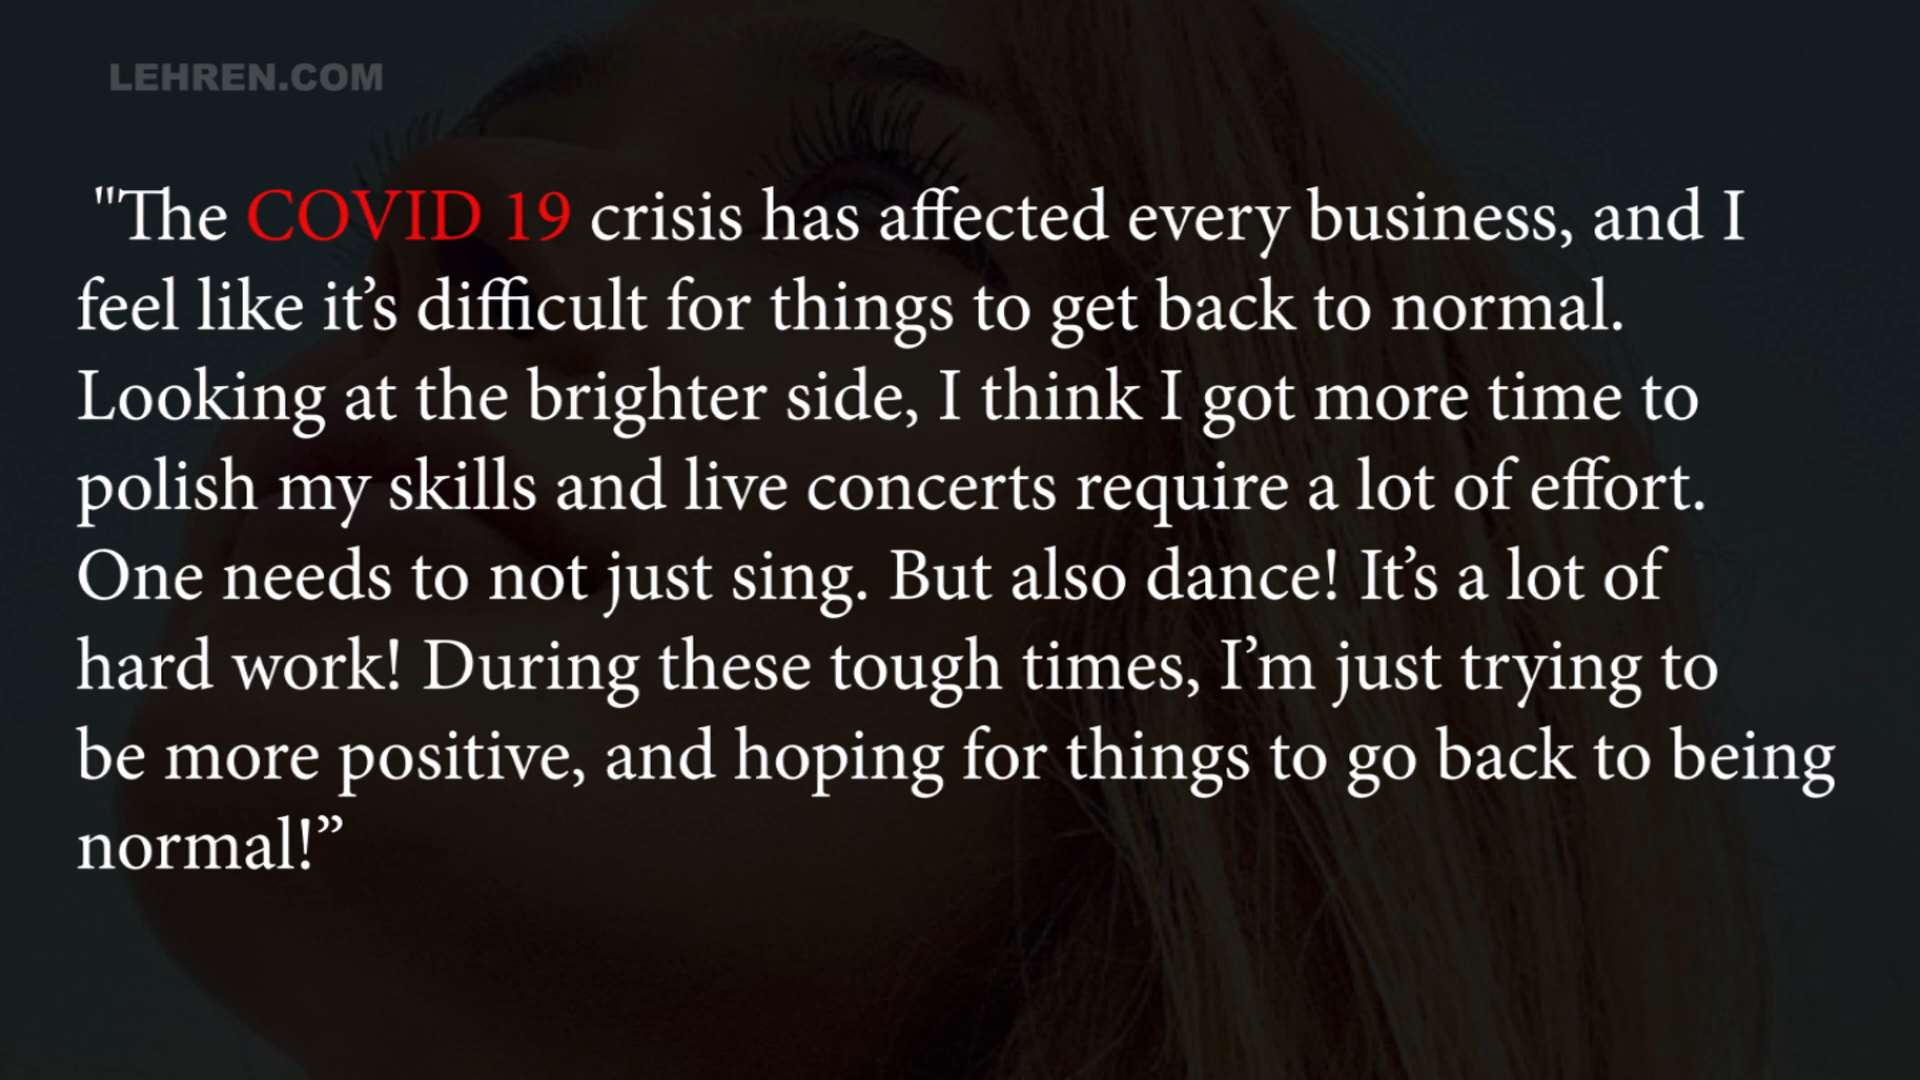 LEHREN.COM
"The COVID 19 crisis has affected every business, and I
feel like it’s difficult for things to get back to normal.
Looking at the brighter side, I think I got more time to
polish my skills and live concerts require a lot of effort.
One needs to not just sing. But also dance! It’s a lot of
hard work! During these tough times, I’m just trying to
be more positive, and hoping for things to go back to being
normal!”